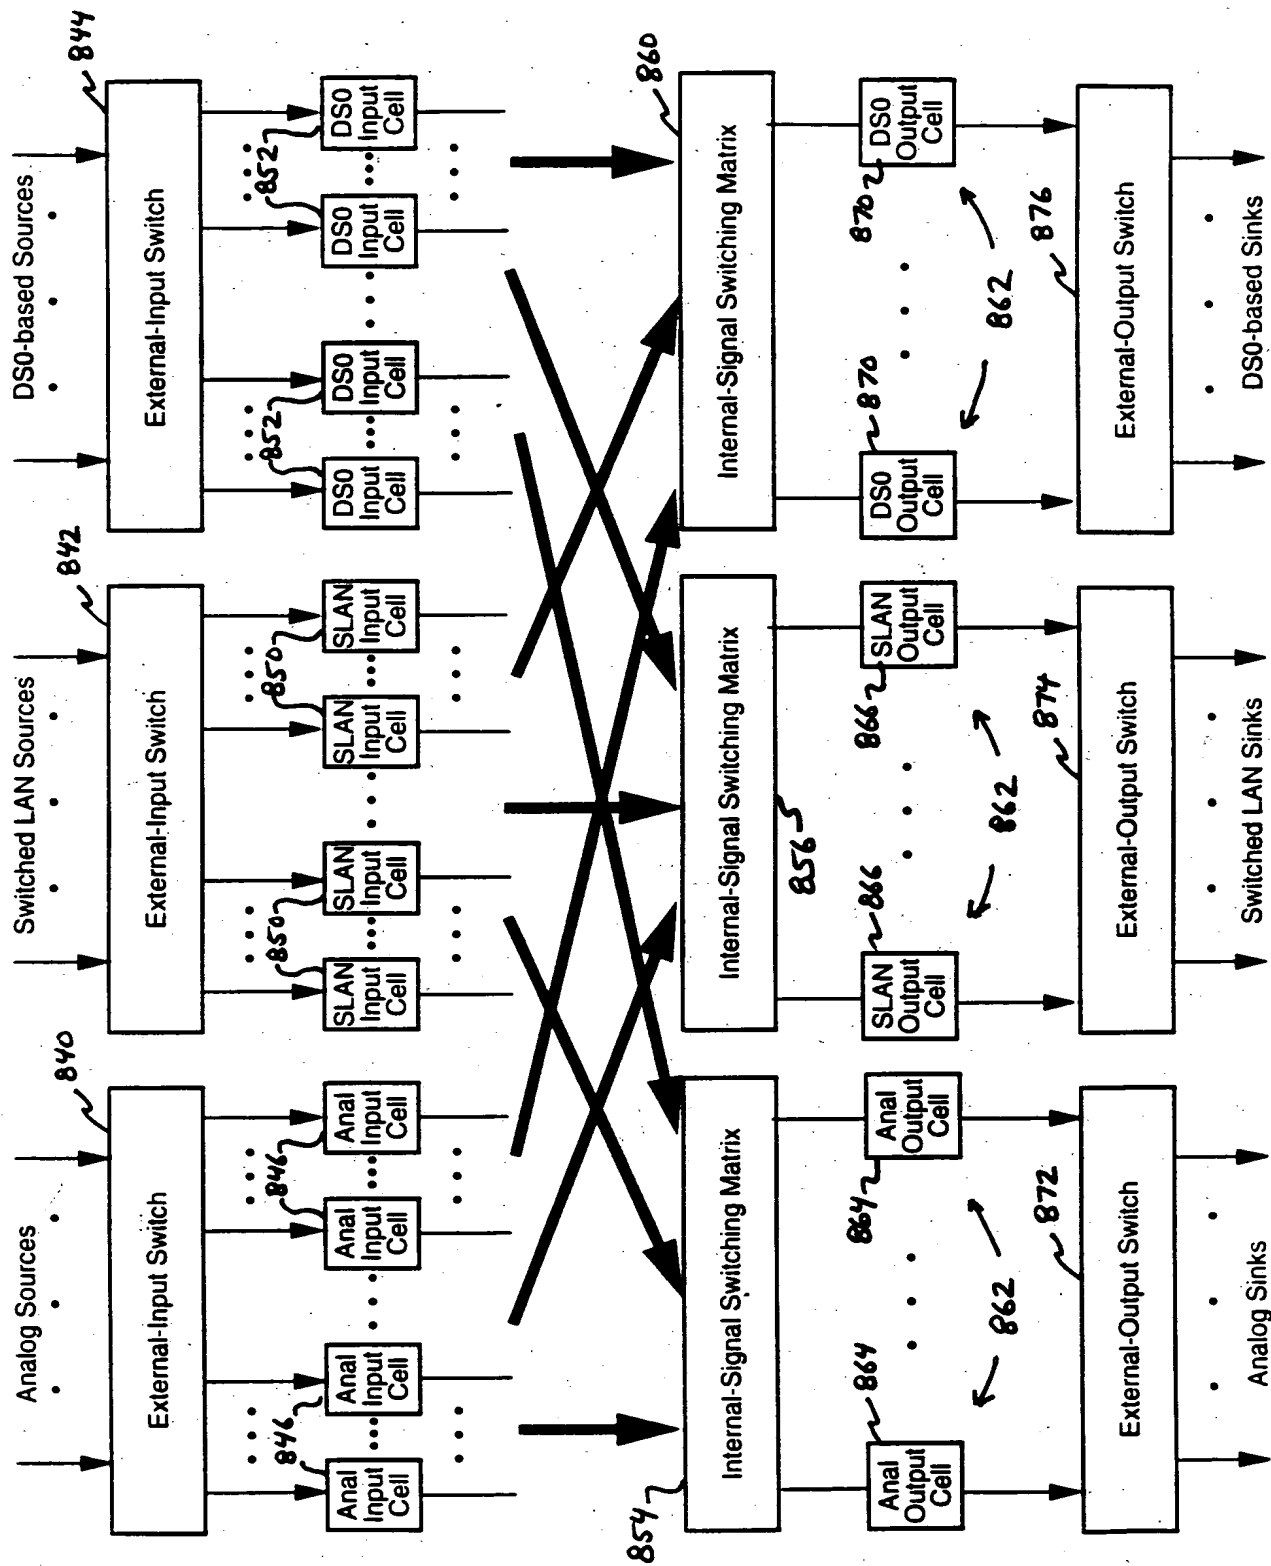 Analog Sources
Switched LAN Sources
DS0-based Sources
840
842
844
External-Input Switch
External-Input Switch
External-Input Switch
846
846
850
850
852
852
Anal
Input
Cell
Anal
Input
Cell
Anal
Input
Cell
Anal
Input
Cell
SLAN
Input
Cell
SLAN
Input
Cell
SLAN
Input
Cell
SLAN
Input
Cell
DS0
Input
Cell
DS0
Input
Cell
DS0
Input
Cell
DS0
Input
Cell
854
860
Internal-Signal Switching Matrix
Internal-Signal Switching Matrix
Internal-Signal Switching Matrix
856
864
864
866
866
870
870
Anal
Output
Cell
Anal
Output
Cell
SLAN
Output
Cell
SLAN
Output
Cell
DS0
Output
Cell
DS0
Output
Cell
862
862
862
872
874
876
External-Output Switch
External-Output Switch
External-Output Switch
Analog Sinks
Switched LAN Sinks
DS0-based Sinks